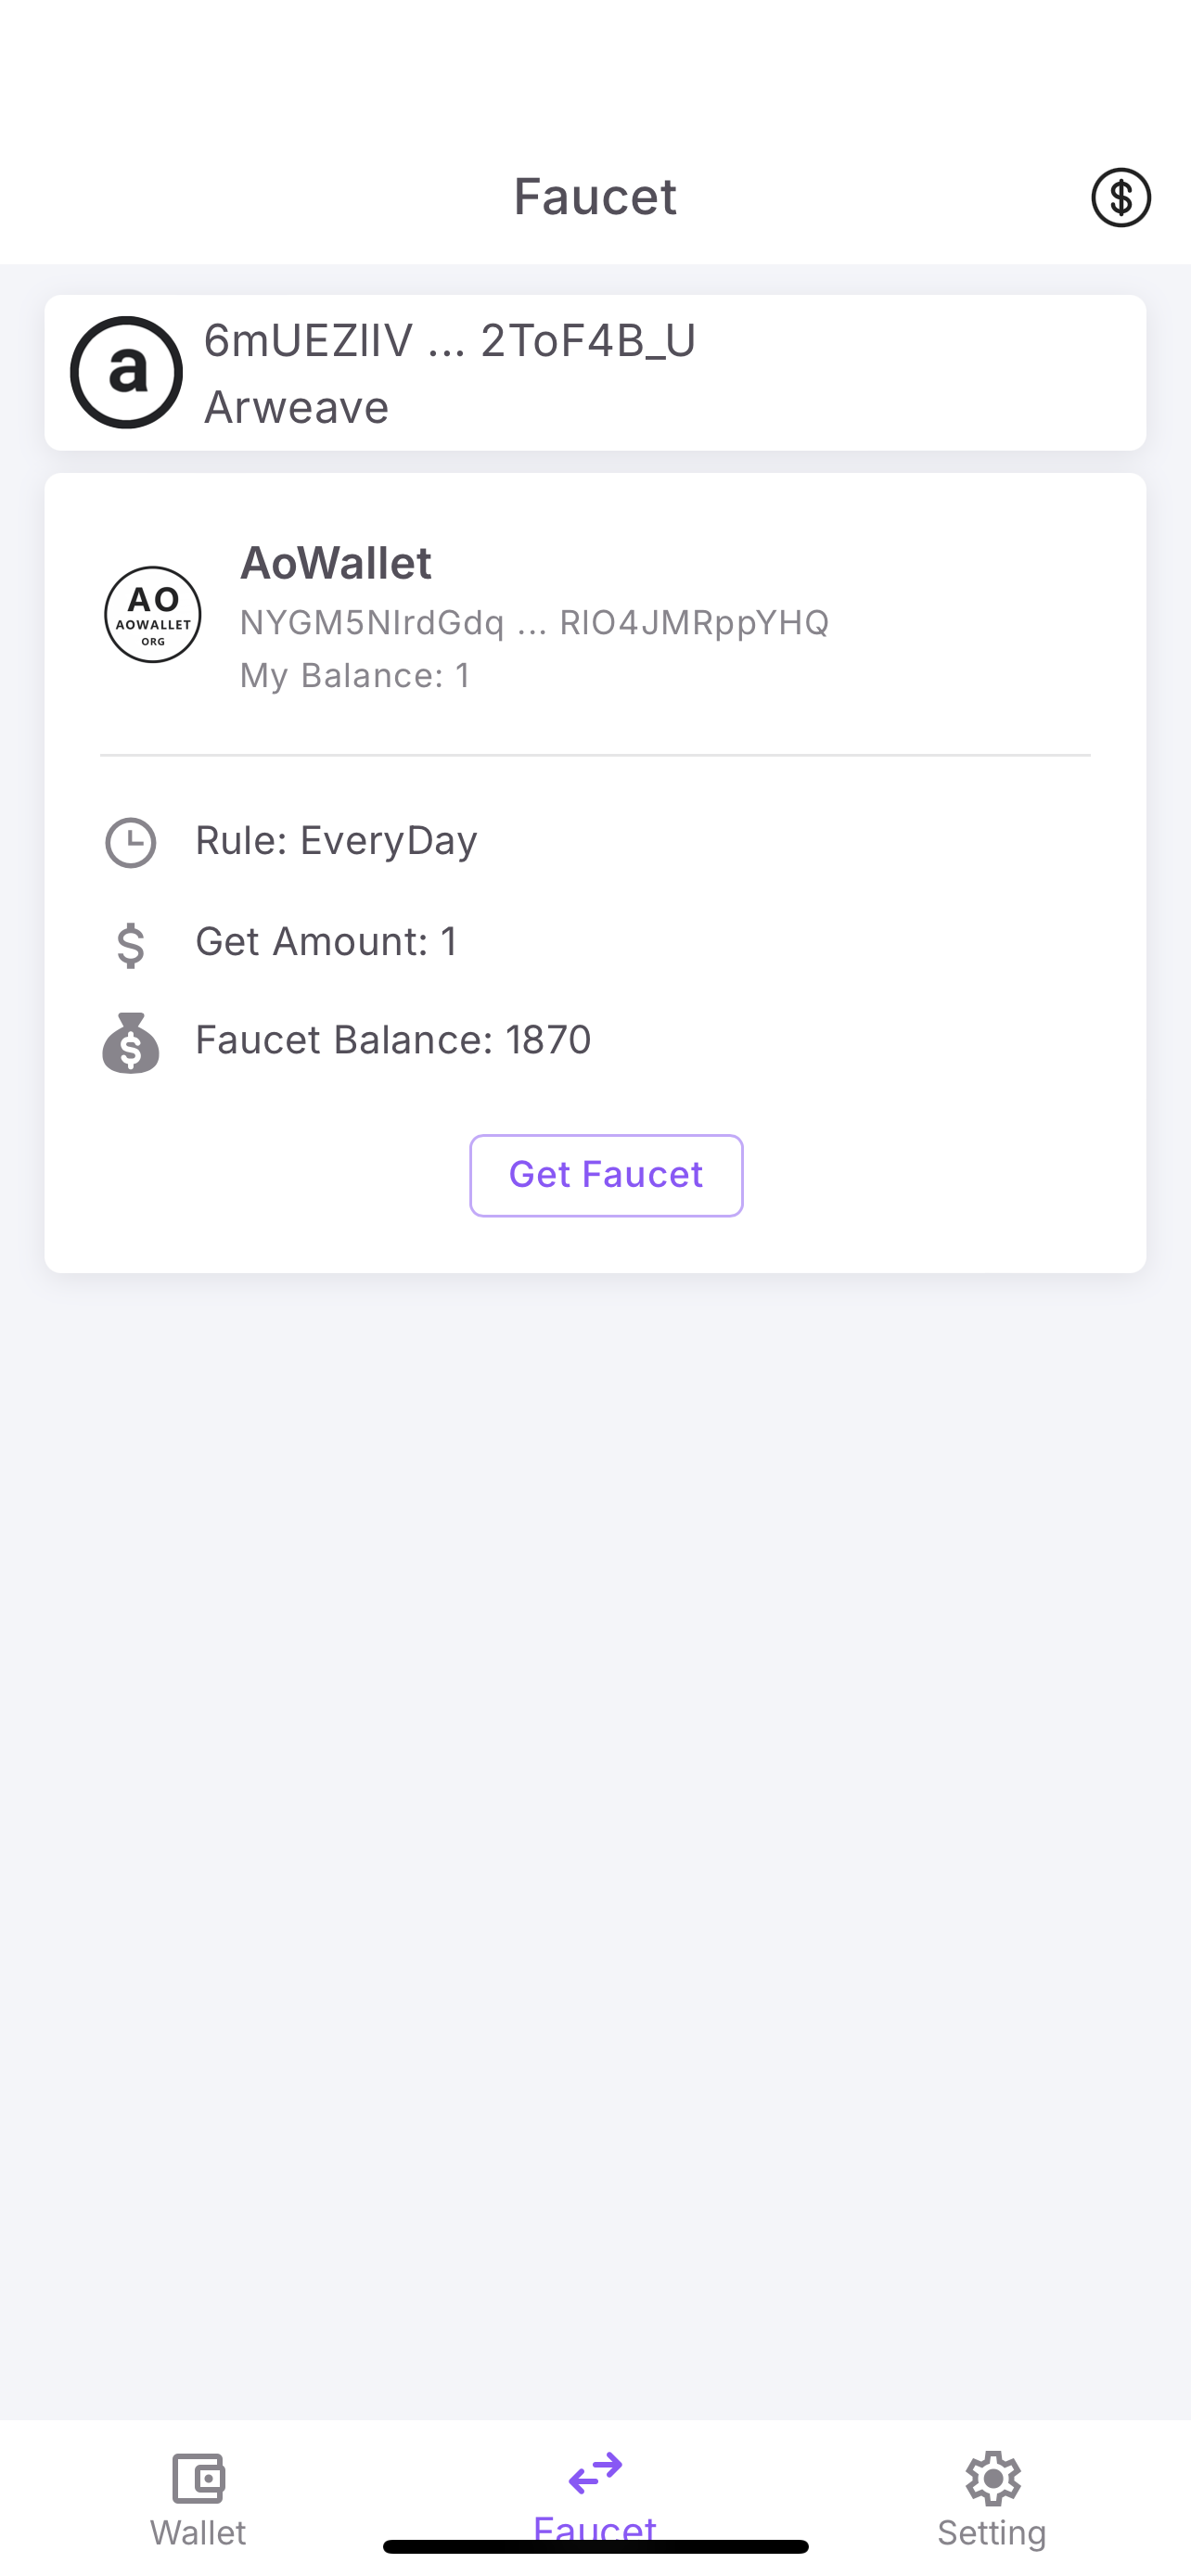 Faucet
6mUEZIIV ... 2ToF4B_U
Arweave
AO
AOWALLET
ORG
AoWallet
NYGM5NIrdGdq ... RIO4JMRppYHQ
My Balance: 1
Rule: EveryDay
Get Amount: 1
Faucet Balance: 1870
Get Faucet
Wallet
Faucet
Setting